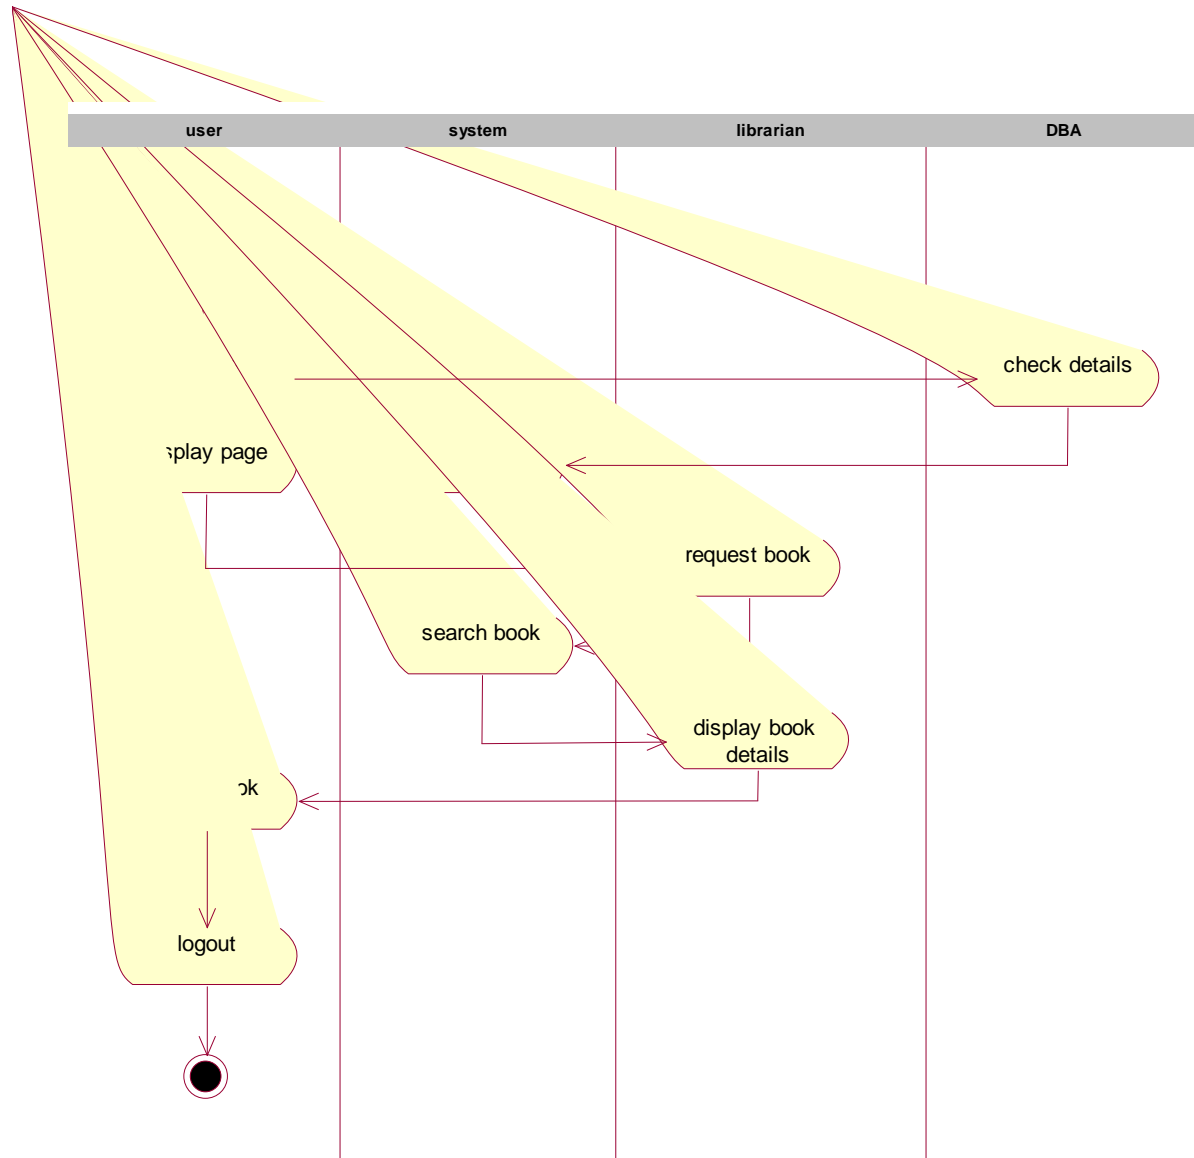 user
system
librarian
DBA
check details
splay page
request book
search book
display book
details
ok
logout